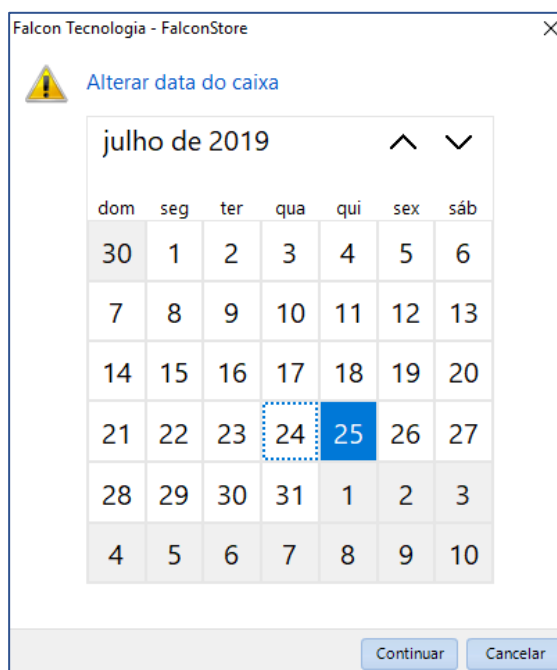 Falcon Tecnologia - FalconStore
Alterar data do caixa
julho de 2019
dom seg ter qua qui sex sáb
30 1 2 3 4 5 6
7 8 9 10 11 12 13
14 15 16 17 18 19 20
21 22 23 24 25 26 27
28 29 30 31 1 2 3
4 5 6 7 8 9 10
Continuar Cancelar